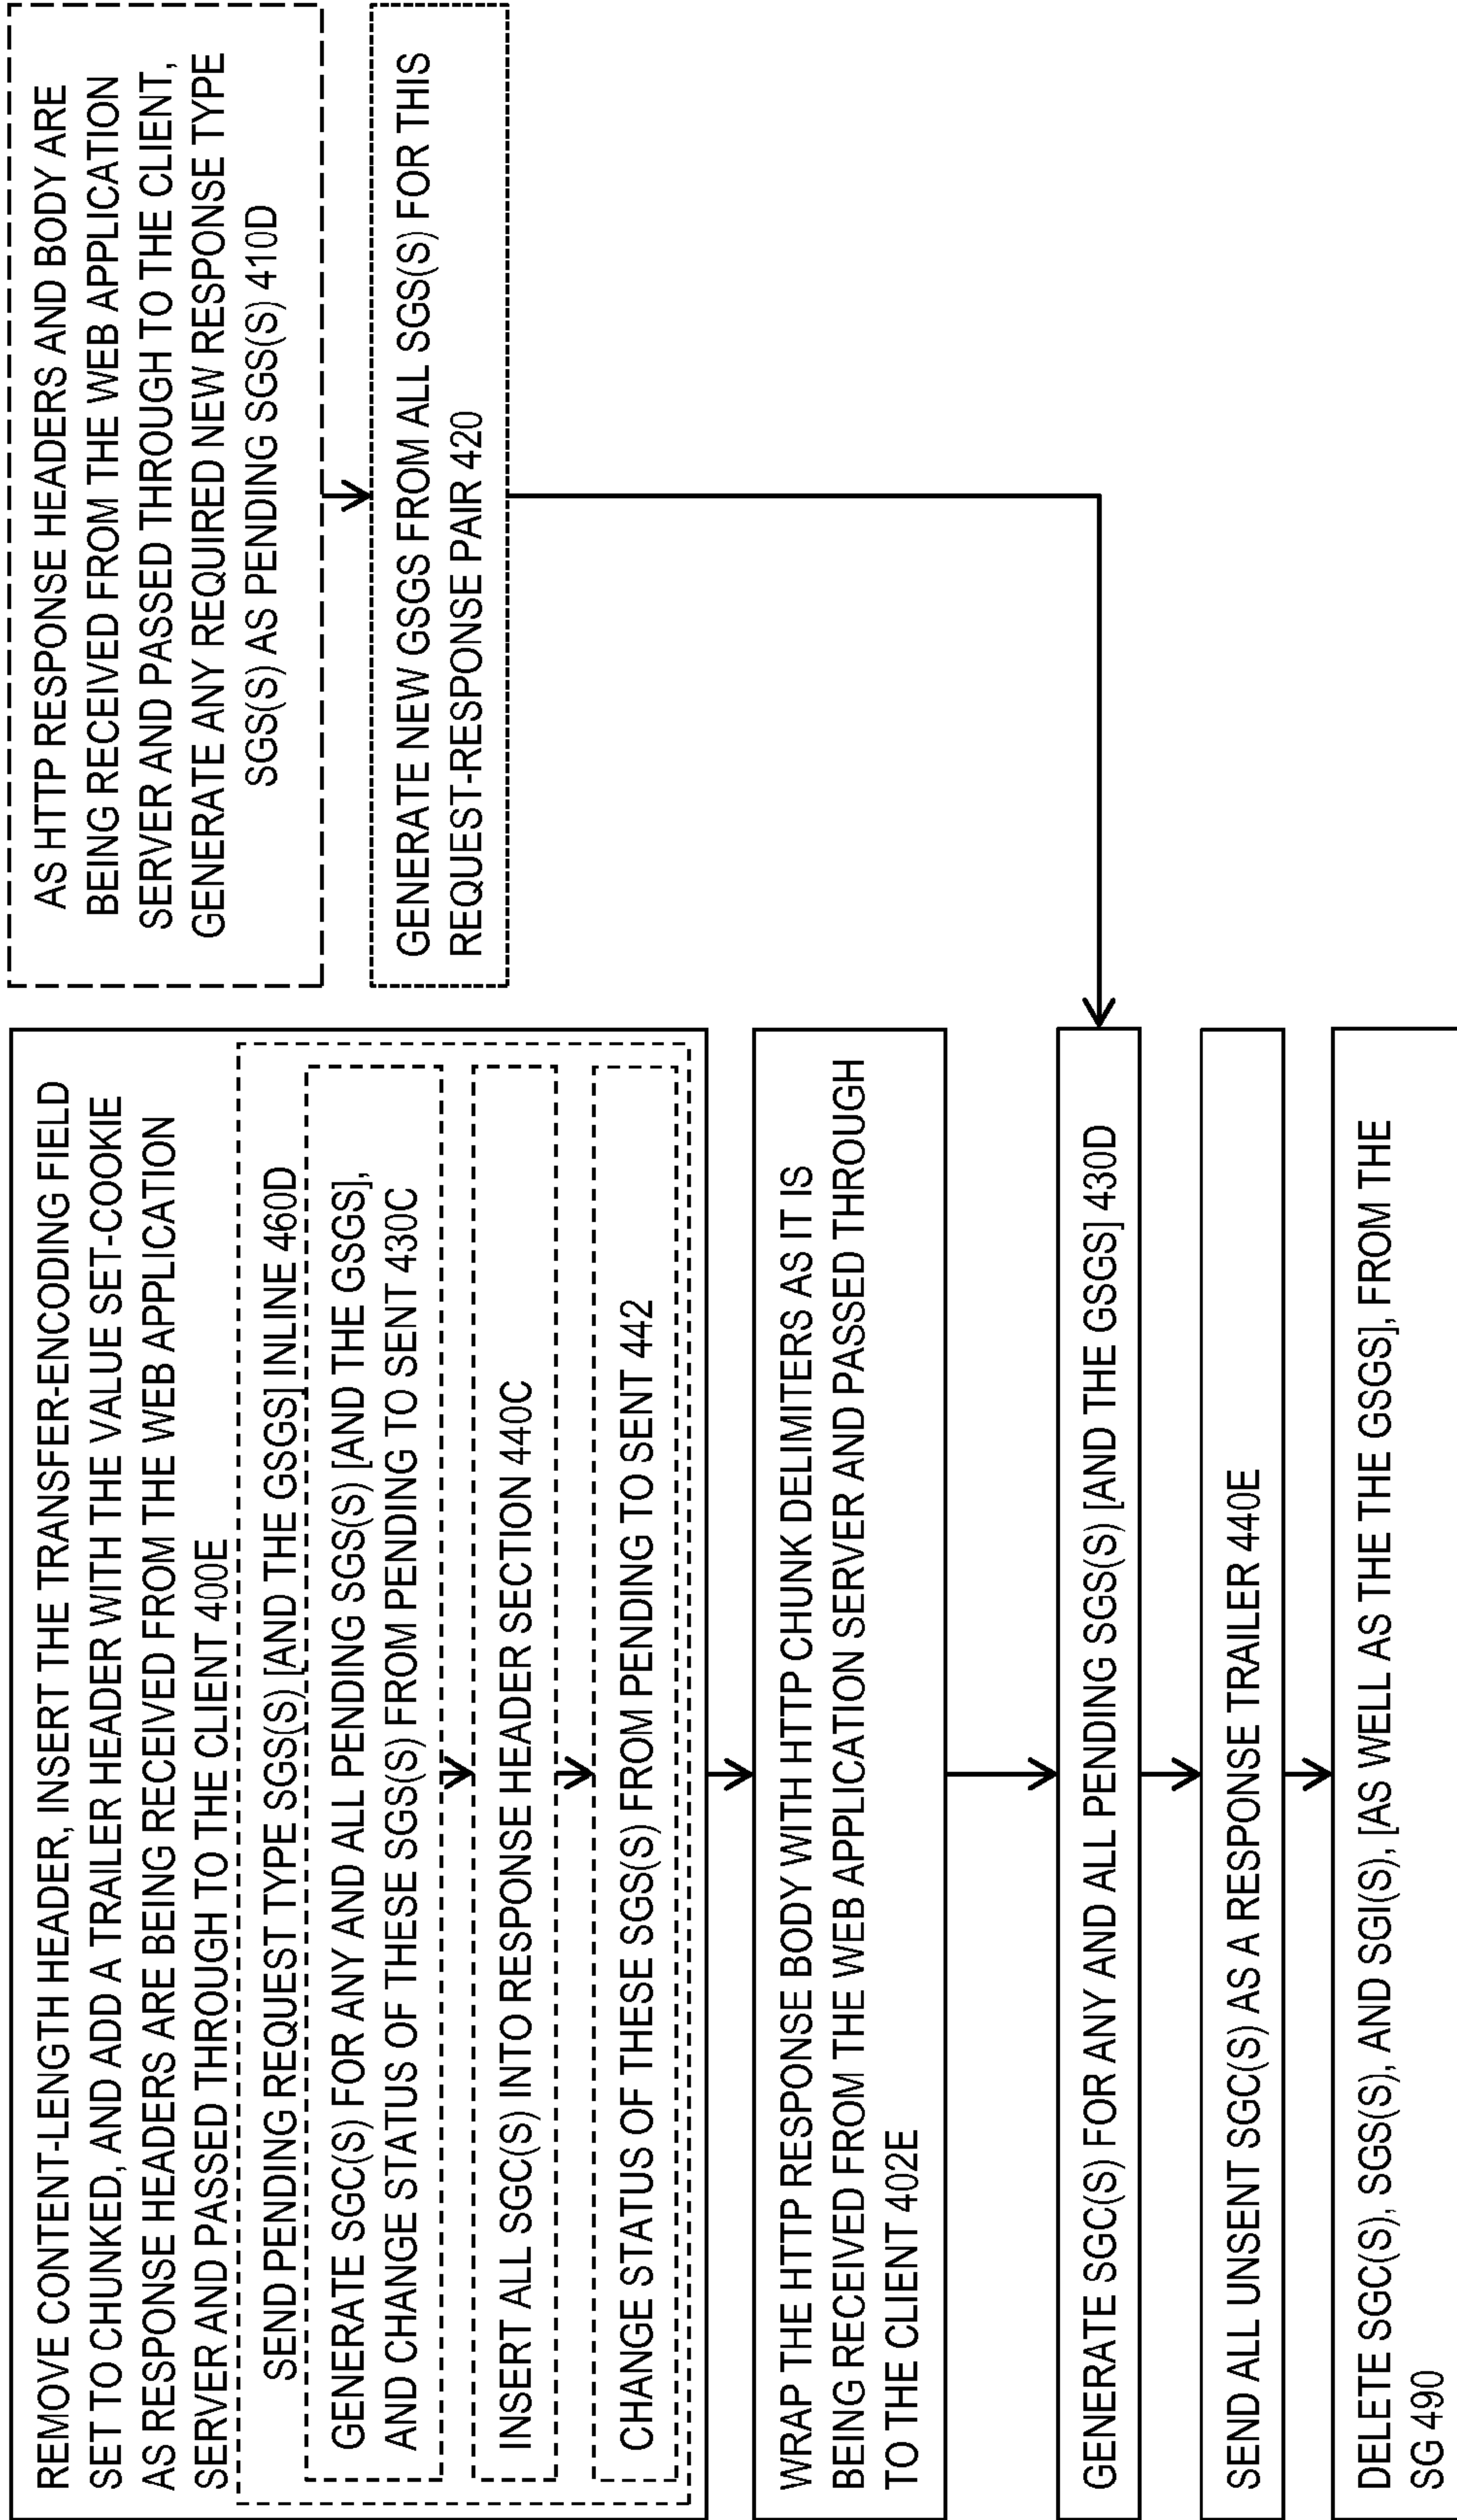 REMOVE CONTENT-LENGTH HEADER, INSERT THE TRANSFER-ENCODING FIELD
SET TO CHUNKED, AND ADD A TRAILER HEADER WITH THE VALUE SET-COOKIE
AS RESPONSE HEADERS ARE BEING RECEIVED FROM THE WEB APPLICATION
SERVER AND PASSED THROUGH TO THE CLIENT 400E
SEND PENDING REQUEST TYPE SGS(S) [AND THE GSGS] INLINE 460D
GENERATE SGC(S) FOR ANY AND ALL PENDING SGS(S) [AND THE GSGS],
AND CHANGE STATUS OF THESE SGS(S) FROM PENDING TO SENT 430C
INSERT ALL SGC(S) INTO RESPONSE HEADER SECTION 440C
CHANGE STATUS OF THESE SGS(S) FROM PENDING TO SENT 442
WRAP THE HTTP RESPONSE BODY WITH HTTP CHUNK DELIMITERS AS IT IS
BEING RECEIVED FROM THE WEB APPLICATION SERVER AND PASSED THROUGH
TO THE CLIENT 402E
AS HTTP RESPONSE HEADERS AND BODY ARE
BEING RECEIVED FROM THE WEB APPLICATION
SERVER AND PASSED THROUGH TO THE CLIENT,
GENERATE ANY REQUIRED NEW RESPONSE TYPE
SGS(S) AS PENDING SGS(S) 410D
GENERATE NEW GSGS FROM ALL SGS(S) FOR THIS
REQUEST-RESPONSE PAIR 420
GENERATE SGC(S) FOR ANY AND ALL PENDING SGS(S) [AND THE GSGS] 430D
SEND ALL UNSENT SGC(S) AS A RESPONSE TRAILER 440E
DELETE SGC(S), SGS(S), AND SGI(S), [AS WELL AS THE THE GSGS], FROM THE
SG 490